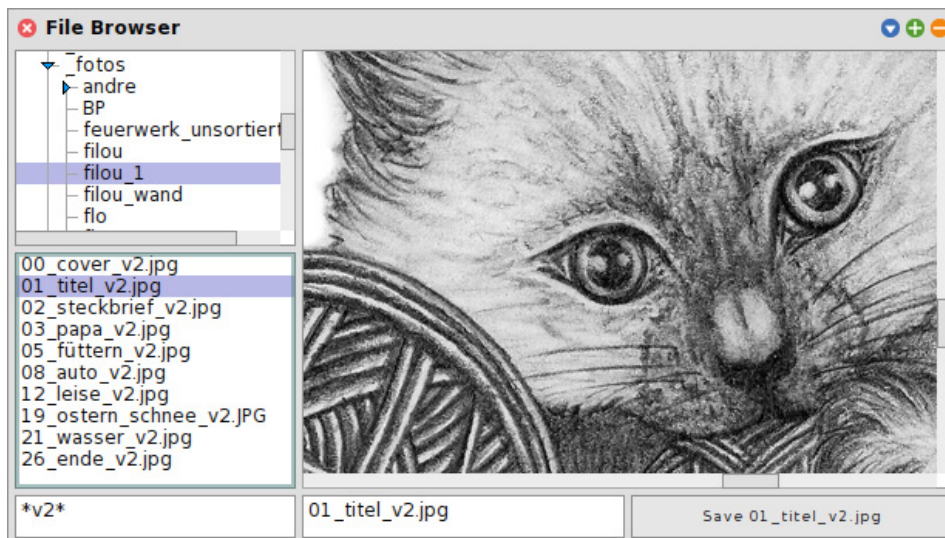 File Browser
_fotos
andre
BP
feuerwerk_unsortiert
filou
filou_1
filou_wand
flo
00_cover_v2.jpg
01_titel_v2.jpg
02_steckbrief_v2.jpg
03_papa_v2.jpg
05_füttern_v2.jpg
08_auto_v2.jpg
12_leise_v2.jpg
19_ostern_schnee_v2.JPG
21_wasser_v2.jpg
26_ende_v2.jpg
*v2*
01_titel_v2.jpg
Save 01_titel_v2.jpg